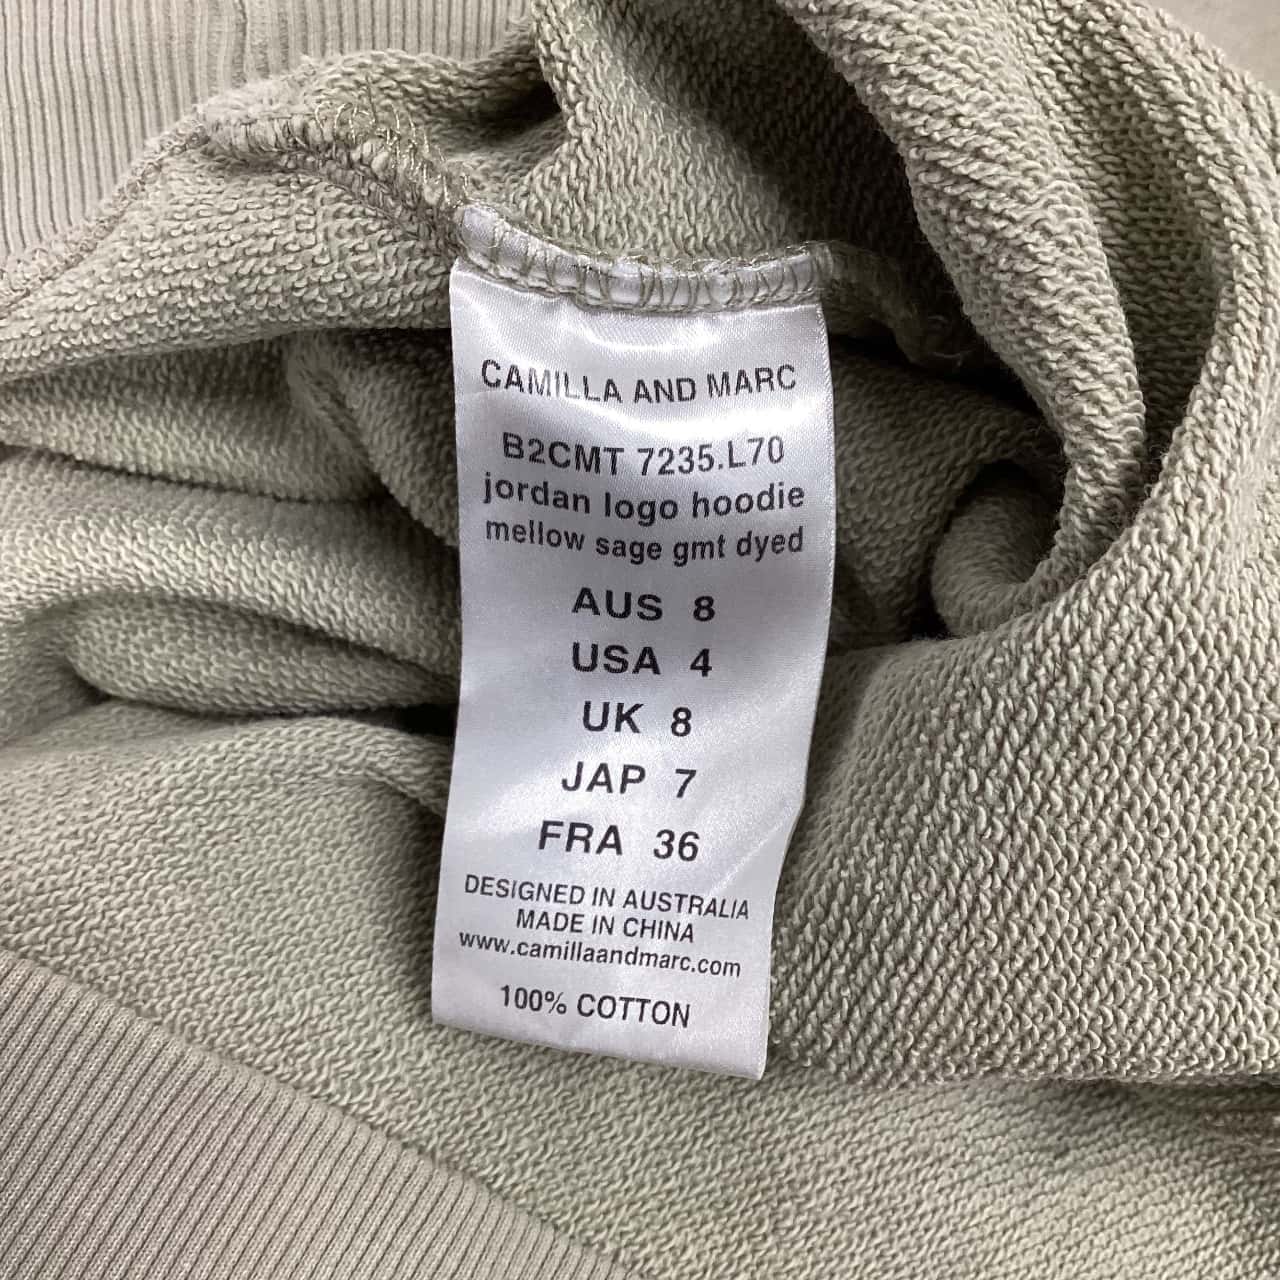 CAMILLA AND MARC
B2CMT 7235.L70
jordan logo hoodie
mellow sage gmt dyed
AUS 8
USA 4
UK 8
JAP 7
FRA 36
DESIGNED IN AUSTRALIA
MADE IN CHINA
www.camillaandmarc.com
100% COTTON